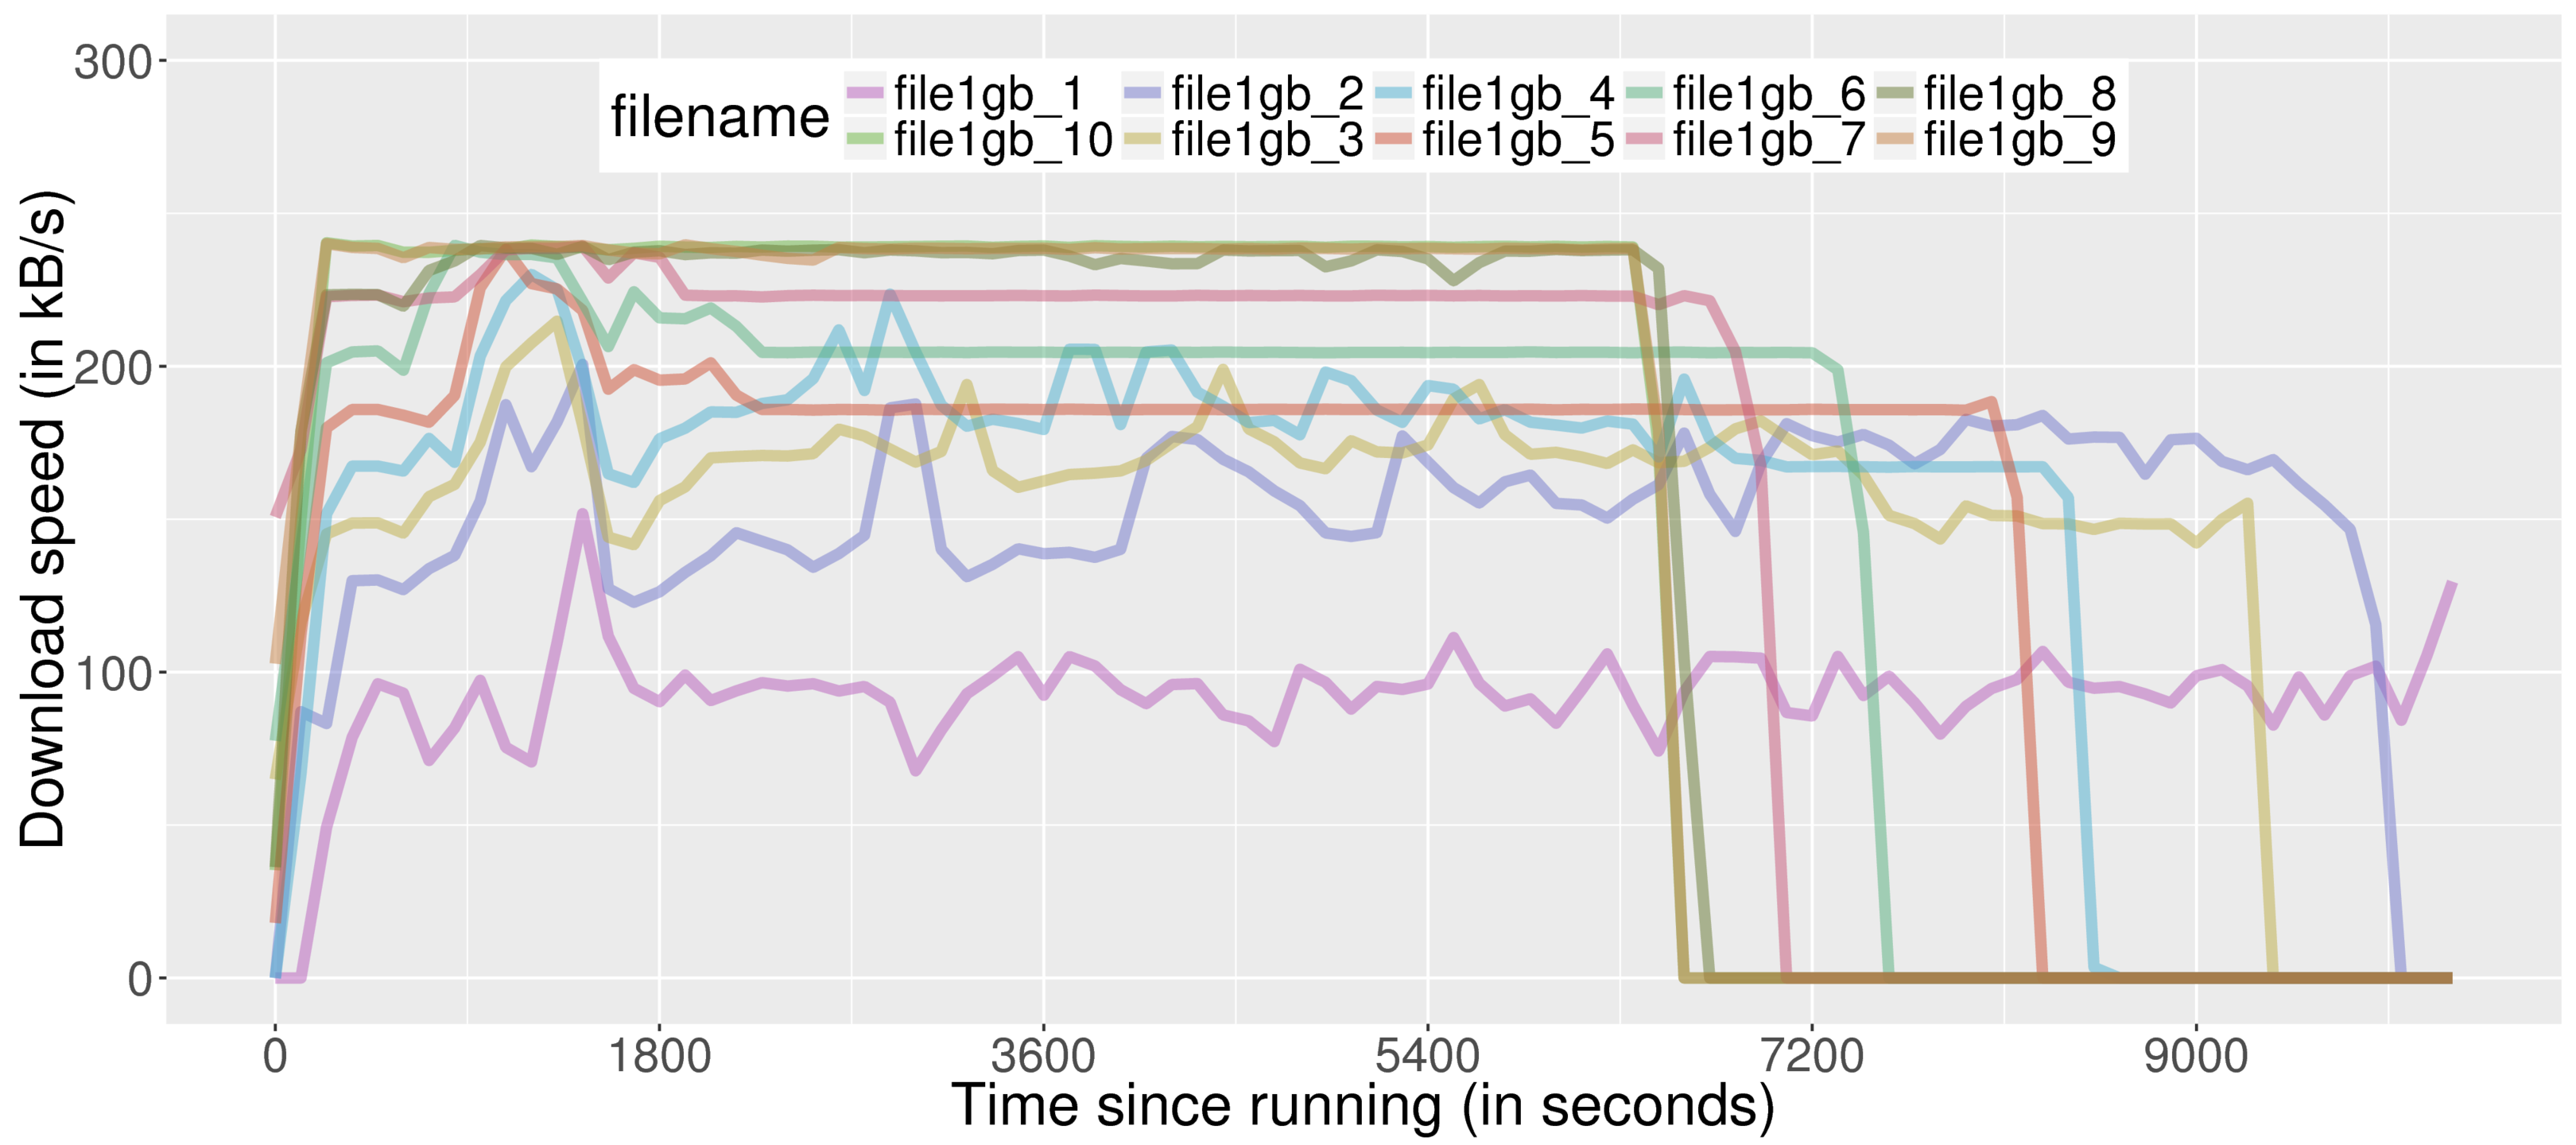 300
200
100
0
Download speed (in kB/s)
filename
file1gb_1 file1gb_2 file1gb_4 file1gb_6 file1gb_8
file1gb_10 file1gb_3 file1gb_5 file1gb_7 file1gb_9
0 1800 3600 5400 7200 9000
Time since running (in seconds)